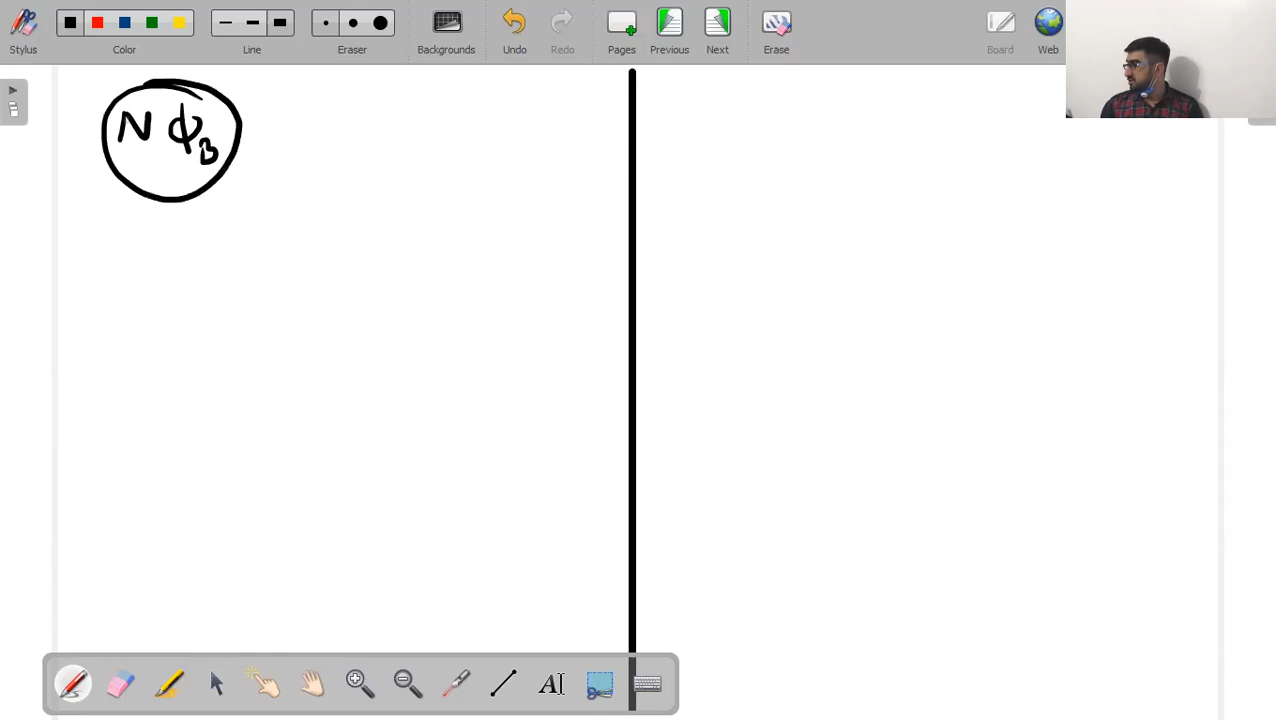 Stylus
Color
Line
Eraser
Backgrounds
Undo
Redo
Pages
Previous
Next
Erase
Board
Web
N ϕB
A